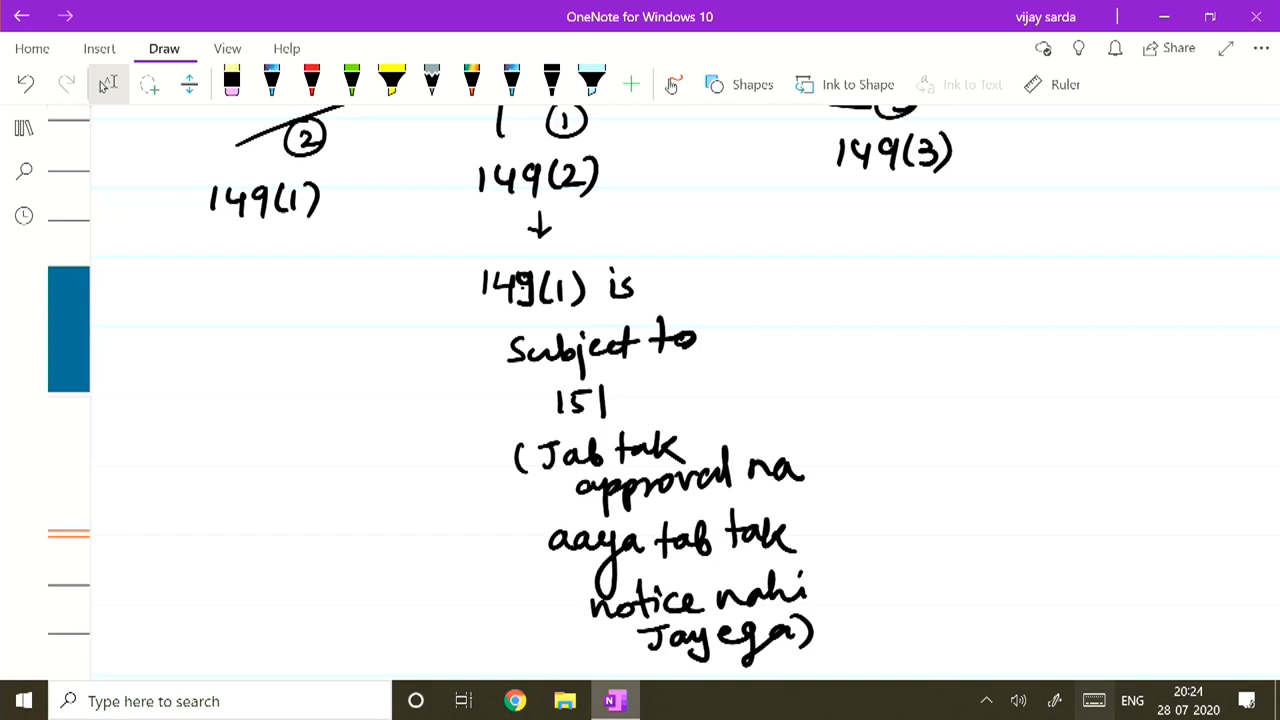 OneNote for Windows 10
vijay sarda
Home Insert Draw View Help
Share
Shapes
Ink to Shape
Ink to Text
Ruler
2
1
149(1)
149(2)
149(3)
149(1) is
Subject to
151
(Jab tak
approval na
aaya tab tak
notice nahi
Jayega)
Type here to search
ENG
20:24
28-07-2020